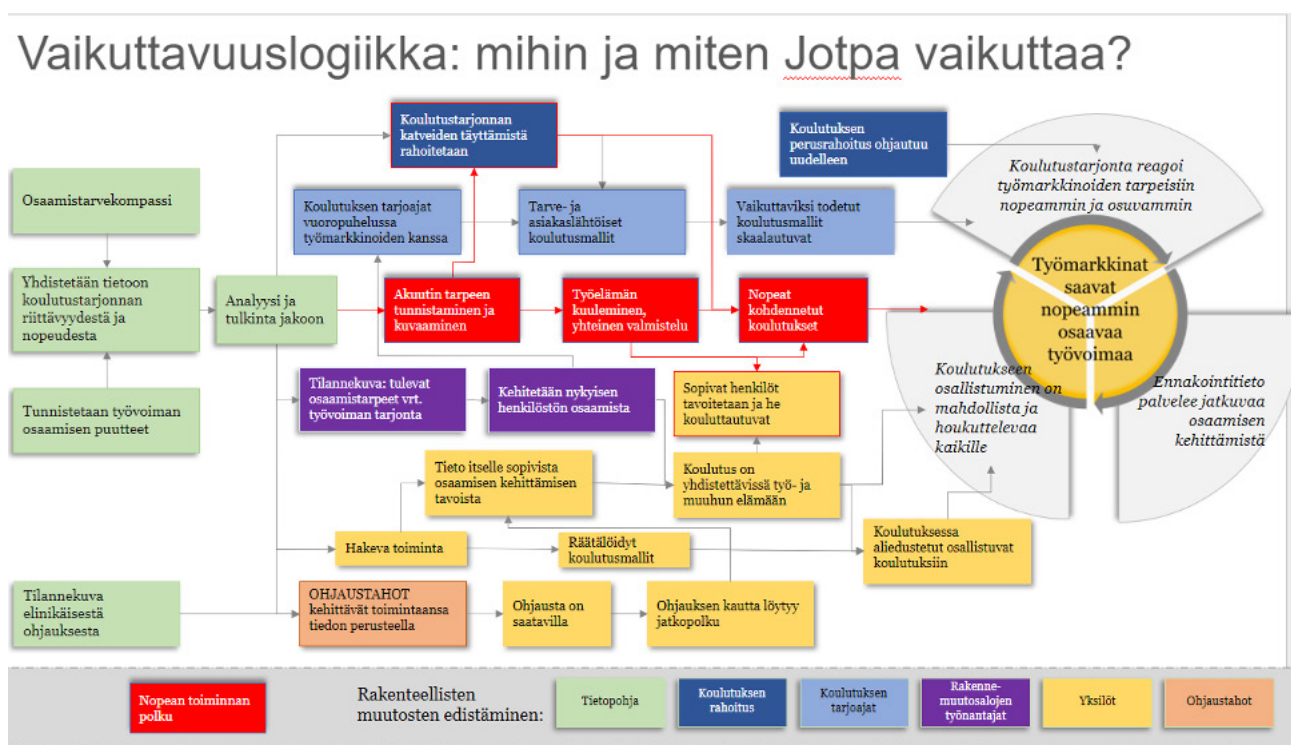 Vaikuttavuuslogiikka: mihin ja miten Jotpa vaikuttaa?
Koulutustarjonnan
katveiden täyttämistä
rahoitetaan
Koulutuksen
perusrahoitus ohjautuu
uudelleen
Koulutustarjonta reagoi
työmarkkinoiden tarpeisiin
nopeammin ja osuvammin
Osaamistarvekompassi
Koulutuksen tarjoajat
vuoropuhelussa
työmarkkinoiden kanssa
Tarve- ja
asiakaslähtöiset
koulutusmallit
Vaikuttaviksi todetut
koulutusmallit
skaalautuvat
Yhdistetään tietoon
koulutustarjonnan
riittävyydestä ja
nopeudesta
Analyysi ja
tulkinta jakoon
Akuutin tarpeen
tunnistaminen ja
kuvaaminen
Työelämän
kuuleminen,
yhteinen valmistelu
Nopeat
kohdennetut
koulutukset
Työmarkkinat
saavat
nopeammin
osaavaa
työvoimaa
Tunnistetaan työvoiman
osaamisen puutteet
Tilannekuva: tulevat
osaamistarpeet vrt.
työvoiman tarjonta
Kehitetään nykyisen
henkilöstön osaamista
Sopivat henkilöt
tavoitetaan ja he
kouluttautuvat
Koulutukseen
osallistuminen on
mahdollista ja
houkuttelevaa
kaikille
Ennakointitieto
palvelee jatkuvaa
osaamisen
kehittämistä
Tieto itselle sopivista
osaamisen kehittämisen
tavoista
Koulutus on
yhdistettävissä työ- ja
muuhun elämään
Hakeva toiminta
Räätälöidyt
koulutusmallit
Koulutuksessa
aliedustetut osallistuvat
koulutuksiin
Tilannekuva
elinikäisestä
ohjauksesta
OHJAUSTAHOT
kehittävät toimintaansa
tiedon perusteella
Ohjausta on
saatavilla
Ohjauksen kautta löytyy
jatkopolku
Nopean toiminnan
polku
Rakenteellisten
muutosten edistäminen:
Tietopohja
Koulutuksen
rahoitus
Koulutuksen
tarjoajat
Rakenne-
muutosalojen
työnantajat
Yksilöt
Ohjaustahot